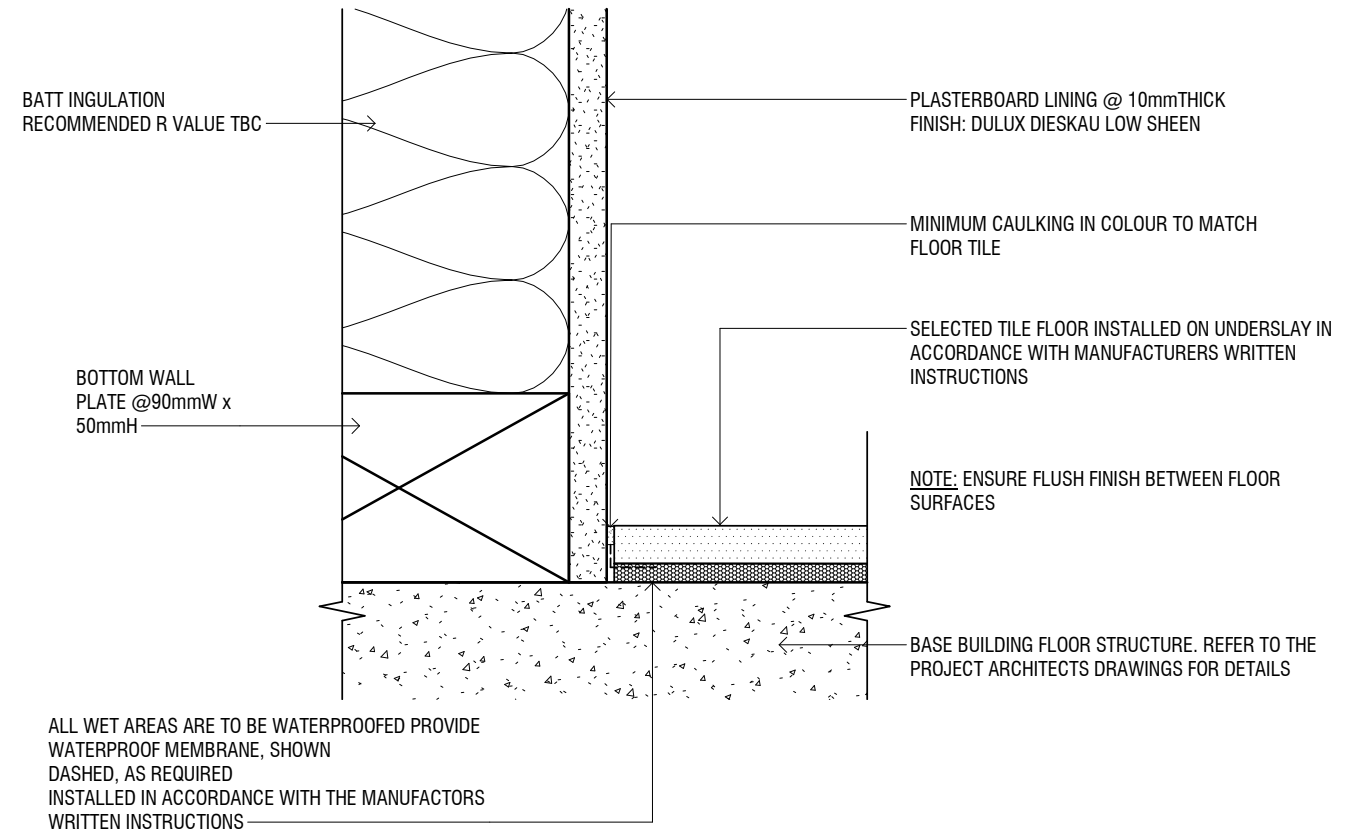 BATT INSULATION
RECOMMENDED R VALUE TBC
PLASTERBOARD LINING @ 10mmTHICK
FINISH: DULUX DIESKAU LOW SHEEN
MINIMUM CAULKING IN COLOUR TO MATCH
FLOOR TILE
SELECTED TILE FLOOR INSTALLED ON UNDERSLAY IN
ACCORDANCE WITH MANUFACTURERS WRITTEN
INSTRUCTIONS
BOTTOM WALL
PLATE @90mmW x
50mmH
NOTE: ENSURE FLUSH FINISH BETWEEN FLOOR
SURFACES
BASE BUILDING FLOOR STRUCTURE. REFER TO THE
PROJECT ARCHITECTS DRAWINGS FOR DETAILS
ALL WET AREAS ARE TO BE WATERPROOFED PROVIDE
WATERPROOF MEMBRANE, SHOWN
DASHED, AS REQUIRED
INSTALLED IN ACCORDANCE WITH THE MANUFACTORS
WRITTEN INSTRUCTIONS